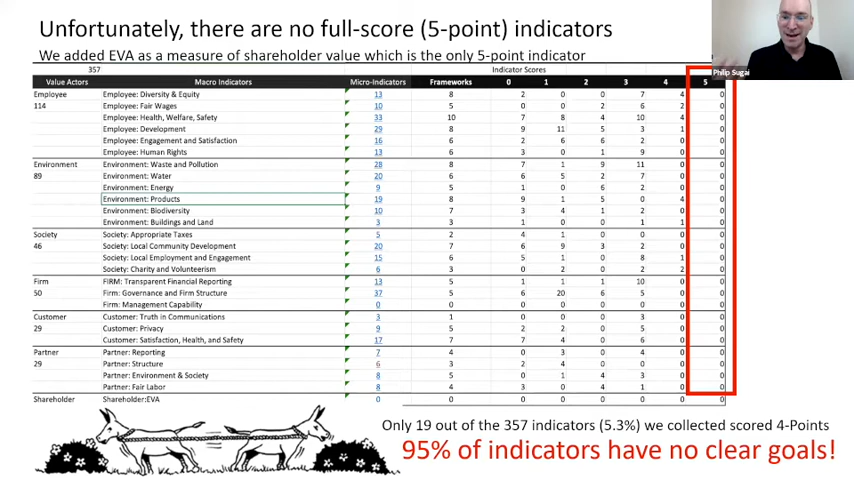 Unfortunately, there are no full-score (5-point) indicators
We added EVA as a measure of shareholder value which is the only 5-point indicator
Philip Sugai
357 Indicator Scores
Value Actors Macro Indicators Micro-Indicators Frameworks 0 1 2 3 4 5
Employee Employee: Diversity & Equity 13 8 2 0 0 7 4 0
114 Employee: Fair Wages 10 5 0 0 2 6 2 0
Employee: Health, Welfare, Safety 33 10 7 8 4 10 4 0
Employee: Development 29 8 9 11 5 3 1 0
Employee: Engagement and Satisfaction 16 6 2 6 6 2 0 0
Employee: Human Rights 13 6 3 0 1 9 0 0
Environment Environment: Waste and Pollution 28 8 7 1 9 11 0 0
89 Environment: Water 20 6 6 5 2 7 0 0
Environment: Energy 9 5 1 0 6 2 0 0
Environment: Products 19 8 9 1 5 0 4 0
Environment: Biodiversity 10 7 3 4 1 2 0 0
Environment: Buildings and Land 3 3 1 0 0 1 1 0
Society Society: Appropriate Taxes 5 2 4 1 0 0 0 0
46 Society: Local Community Development 20 7 6 9 3 2 0 0
Society: Local Employment and Engagement 15 6 5 1 0 8 1 0
Society: Charity and Volunteerism 6 3 0 2 0 2 2 0
Firm FIRM: Transparent Financial Reporting 13 5 1 1 1 10 0 0
50 Firm: Governance and Firm Structure 37 5 6 20 6 5 0 0
Firm: Management Capability 0 0 0 0 0 0 0 0
Customer Customer: Truth in Communications 3 1 0 0 0 3 0 0
29 Customer: Privacy 9 5 2 2 0 5 0 0
Customer: Satisfaction, Health, and Safety 17 7 7 4 0 6 0 0
Partner Partner: Reporting 7 4 0 3 0 4 0 0
29 Partner: Structure 6 3 2 4 0 0 0 0
Partner: Environment & Society 8 5 0 1 4 3 0 0
Partner: Fair Labor 8 4 3 0 4 1 0 0
Shareholder Shareholder:EVA 0 0 0 0 0 0 0 0
Only 19 out of the 357 indicators (5.3%) we collected scored 4-Points
95% of indicators have no clear goals!